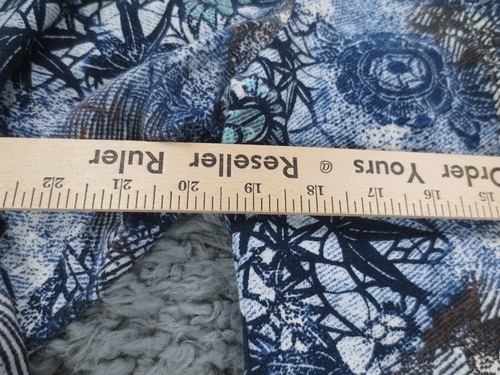 Order Yours @ Reseller Ruler
15 16 17 18 19 20 21 22